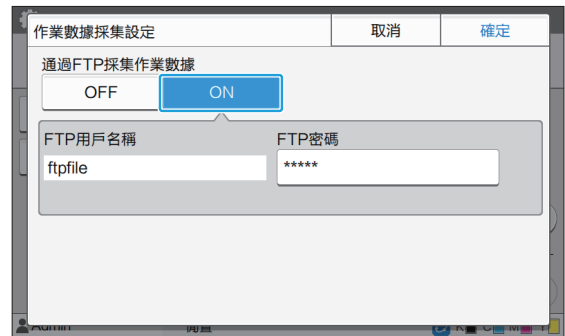 作業數據採集設定 取消 確定
通過FTP採集作業數據
OFF ON
FTP用戶名稱 FTP密碼
ftpfile *****
Admin 閒置 K C M Y